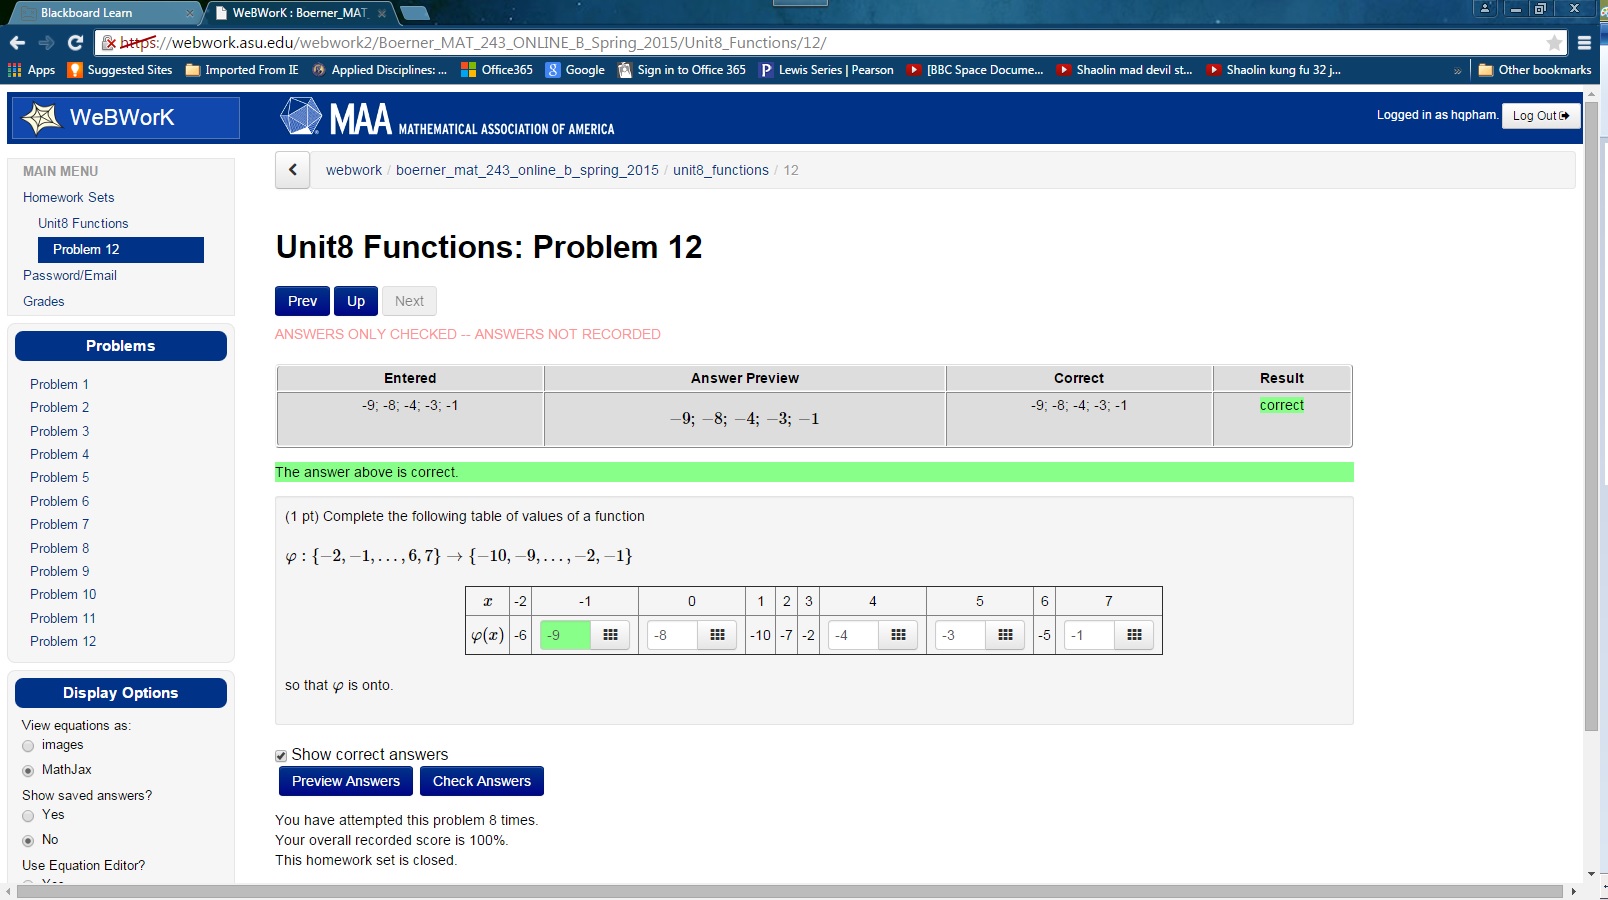 Blackboard Learn
WeBWorK : Boerner_MAT_
https://webwork.asu.edu/webwork2/Boerner_MAT_243_ONLINE_B_Spring_2015/Unit8_Functions/12/
Apps Suggested Sites Imported From IE Applied Disciplines: ... Office365 Google Sign in to Office 365 Lewis Series | Pearson [BBC Space Docume... Shaolin mad devil st... Shaolin kung fu 32 j... » Other bookmarks
WeBWorK
MAA MATHEMATICAL ASSOCIATION OF AMERICA
Logged in as hqpham. Log Out
MAIN MENU
Homework Sets
Unit8 Functions
Problem 12
Password/Email
Grades
Problems
Problem 1
Problem 2
Problem 3
Problem 4
Problem 5
Problem 6
Problem 7
Problem 8
Problem 9
Problem 10
Problem 11
Problem 12
Display Options
View equations as:
images
MathJax
Show saved answers?
Yes
No
Use Equation Editor?
webwork / boerner_mat_243_online_b_spring_2015 / unit8_functions / 12
Unit8 Functions: Problem 12
Prev Up Next
ANSWERS ONLY CHECKED -- ANSWERS NOT RECORDED
Entered Answer Preview Correct Result
-9; -8; -4; -3; -1 −9; −8; −4; −3; −1 -9; -8; -4; -3; -1 correct
The answer above is correct.
(1 pt) Complete the following table of values of a function
φ : {−2, −1, . . . , 6, 7} → {−10, −9, . . . , −2, −1}
x -2 -1 0 1 2 3 4 5 6 7
φ(x) -6 -9 -8 -10 -7 -2 -4 -3 -5 -1
so that φ is onto.
Show correct answers
Preview Answers Check Answers
You have attempted this problem 8 times.
Your overall recorded score is 100%.
This homework set is closed.